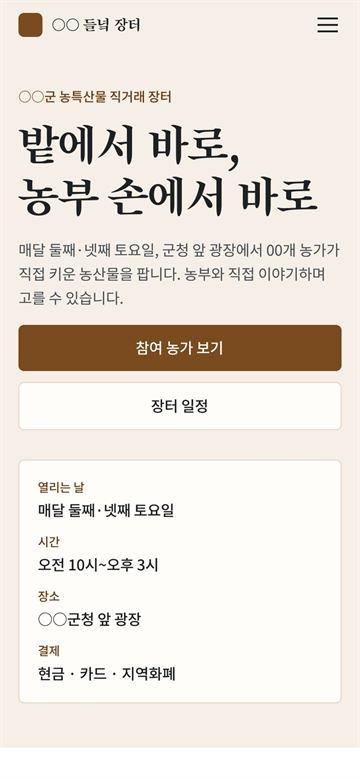 ○○ 들녘 장터
○○군 농특산물 직거래 장터
밭에서 바로,
농부 손에서 바로
매달 둘째·넷째 토요일, 군청 앞 광장에서 00개 농가가
직접 키운 농산물을 팝니다. 농부와 직접 이야기하며
고를 수 있습니다.
참여 농가 보기
장터 일정
열리는 날
매달 둘째·넷째 토요일
시간
오전 10시~오후 3시
장소
○○군청 앞 광장
결제
현금 · 카드 · 지역화폐